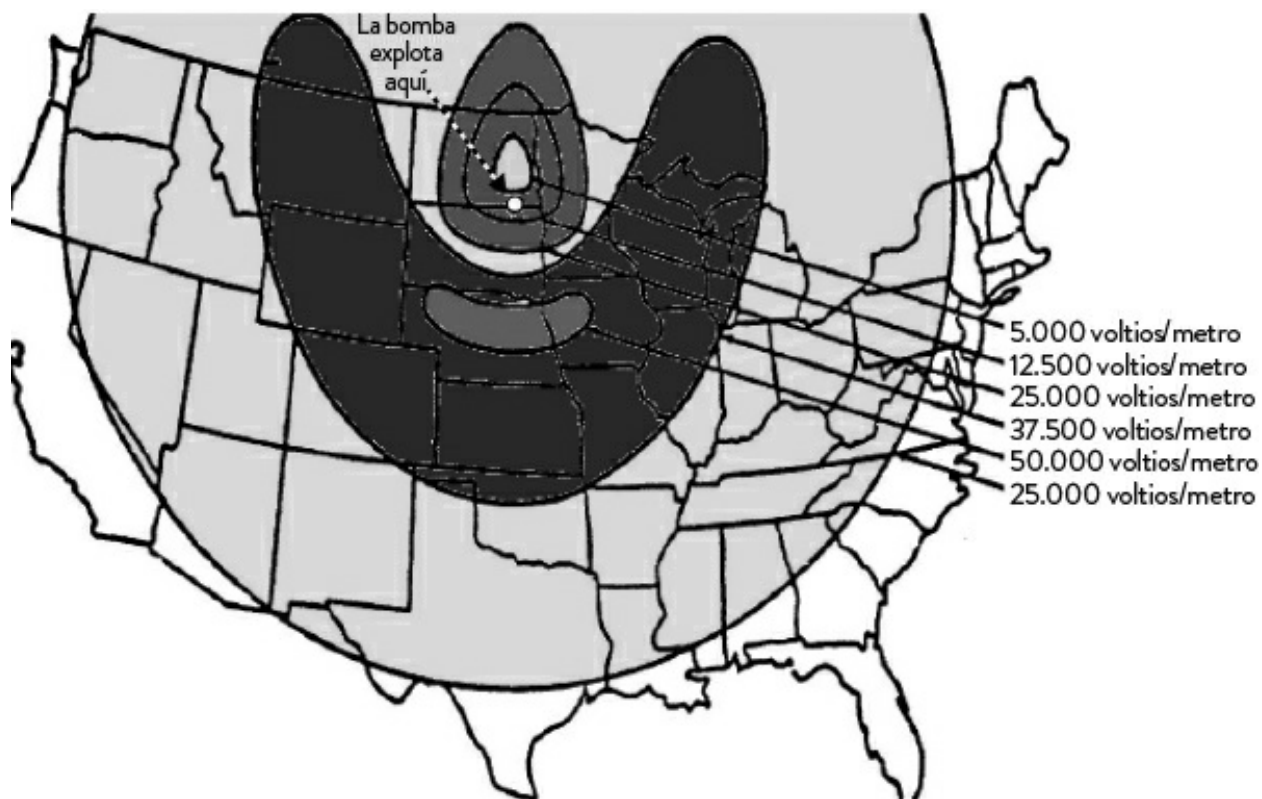 La bomba
explota
aquí
5.000 voltios/metro
12.500 voltios/metro
25.000 voltios/metro
37.500 voltios/metro
50.000 voltios/metro
25.000 voltios/metro